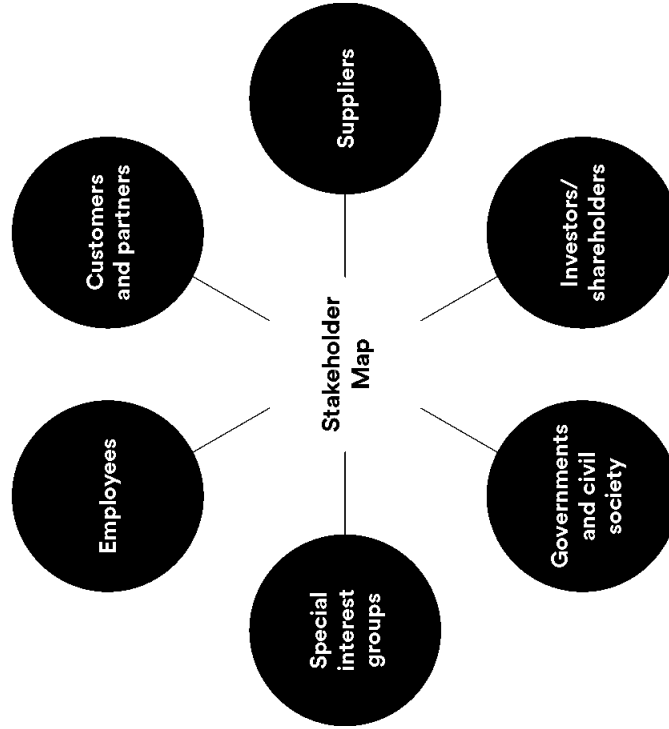 Employees
Customers
and partners
Special
interest
groups
Stakeholder
Map
Suppliers
Governments
and civil
society
Investors/
shareholders